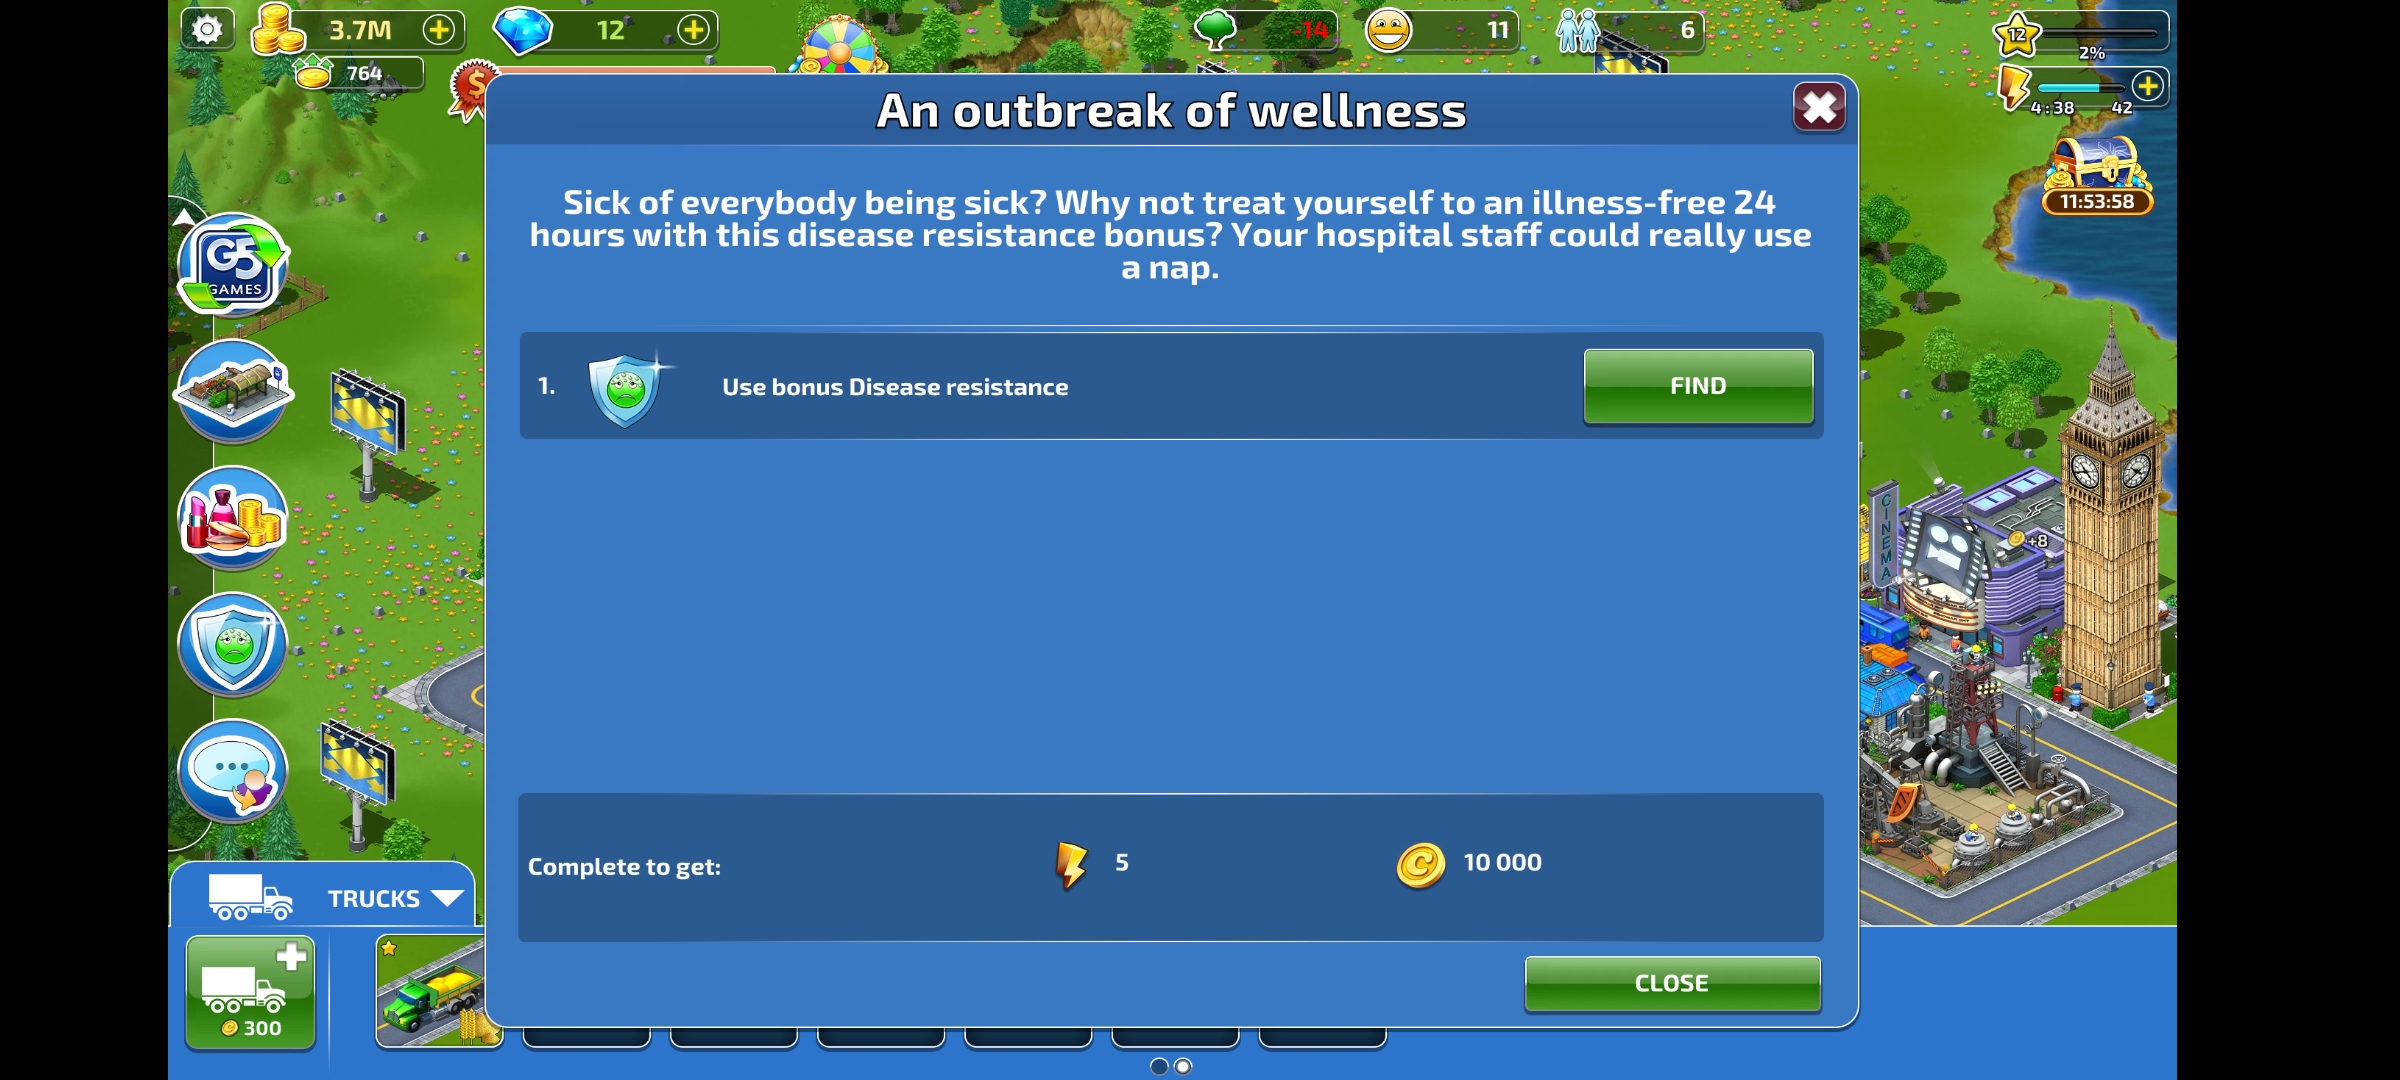 3.7M
12
-14
11
6
12
2%
764
4:38
42
11:53:58
An outbreak of wellness
Sick of everybody being sick? Why not treat yourself to an illness-free 24
hours with this disease resistance bonus? Your hospital staff could really use
a nap.
G5
GAMES
1.
Use bonus Disease resistance
FIND
CINEMA
+8
Complete to get:
5
10 000
TRUCKS
CLOSE
300